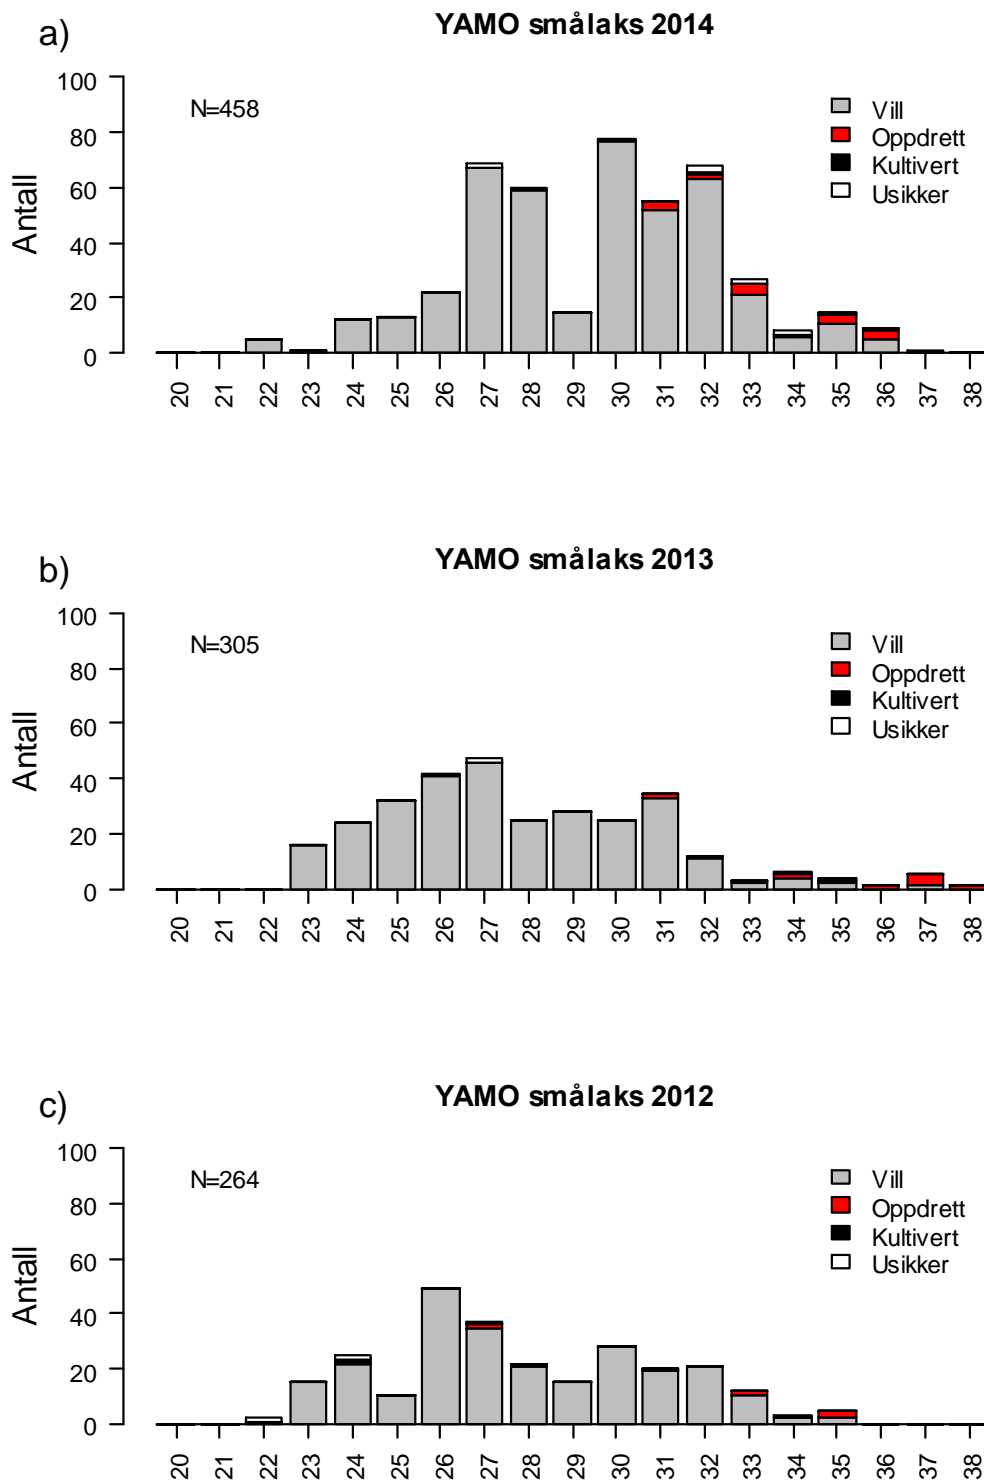 a)
YAMO smålaks 2014
Antall
100
80
60
40
20
0
N=458
Vill
Oppdrett
Kultivert
Usikker
20 21 22 23 24 25 26 27 28 29 30 31 32 33 34 35 36 37 38
b)
YAMO smålaks 2013
Antall
100
80
60
40
20
0
N=305
Vill
Oppdrett
Kultivert
Usikker
20 21 22 23 24 25 26 27 28 29 30 31 32 33 34 35 36 37 38
c)
YAMO smålaks 2012
Antall
100
80
60
40
20
0
N=264
Vill
Oppdrett
Kultivert
Usikker
20 21 22 23 24 25 26 27 28 29 30 31 32 33 34 35 36 37 38